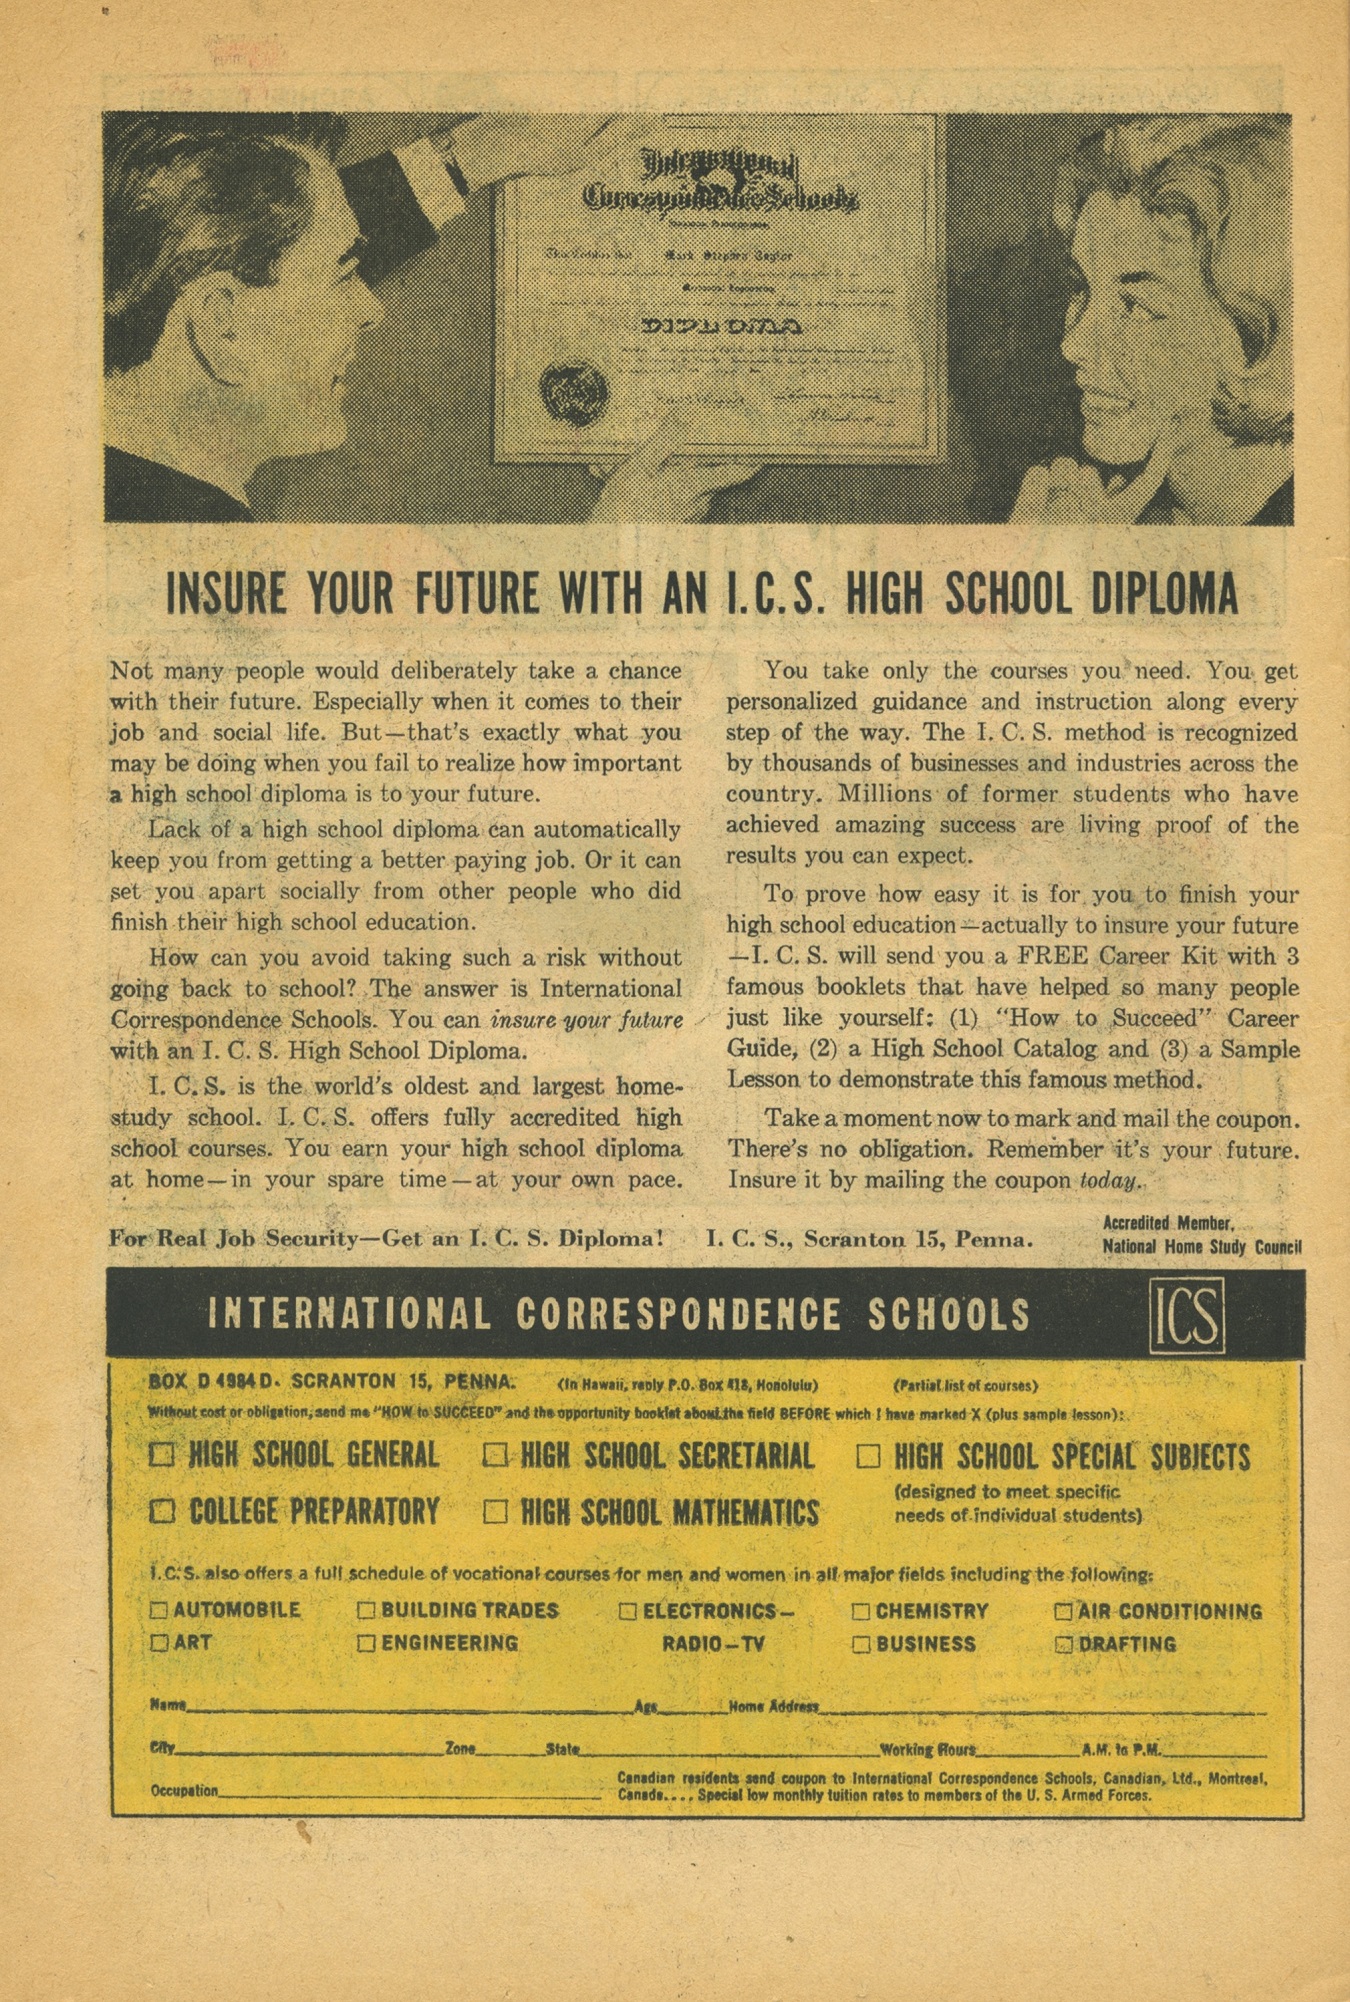 International
Correspondence Schools
Mark Stephen Taylor
DIPLOMA
INSURE YOUR FUTURE WITH AN I.C.S. HIGH SCHOOL DIPLOMA
Not many people would deliberately take a chance
with their future. Especially when it comes to their
job and social life. But—that's exactly what you
may be doing when you fail to realize how important
a high school diploma is to your future.
Lack of a high school diploma can automatically
keep you from getting a better paying job. Or it can
set you apart socially from other people who did
finish their high school education.
How can you avoid taking such a risk without
going back to school? The answer is International
Correspondence Schools. You can insure your future
with an I. C. S. High School Diploma.
I. C. S. is the world's oldest and largest home-
study school. I. C. S. offers fully accredited high
school courses. You earn your high school diploma
at home—in your spare time—at your own pace.
You take only the courses you need. You get
personalized guidance and instruction along every
step of the way. The I. C. S. method is recognized
by thousands of businesses and industries across the
country. Millions of former students who have
achieved amazing success are living proof of the
results you can expect.
To prove how easy it is for you to finish your
high school education—actually to insure your future
—I. C. S. will send you a FREE Career Kit with 3
famous booklets that have helped so many people
just like yourself: (1) "How to Succeed" Career
Guide, (2) a High School Catalog and (3) a Sample
Lesson to demonstrate this famous method.
Take a moment now to mark and mail the coupon.
There's no obligation. Remember it's your future.
Insure it by mailing the coupon today.
For Real Job Security—Get an I. C. S. Diploma! I. C. S., Scranton 15, Penna.
Accredited Member,
National Home Study Council
INTERNATIONAL CORRESPONDENCE SCHOOLS ICS
BOX D 4984D, SCRANTON 15, PENNA. (In Hawaii, reply P.O. Box 418, Honolulu) (Partial list of courses)
Without cost or obligation, send me "HOW to SUCCEED" and the opportunity booklet about the field BEFORE which I have marked X (plus sample lesson):
HIGH SCHOOL GENERAL HIGH SCHOOL SECRETARIAL HIGH SCHOOL SPECIAL SUBJECTS
(designed to meet specific
needs of individual students)
COLLEGE PREPARATORY HIGH SCHOOL MATHEMATICS
I.C.S. also offers a full schedule of vocational courses for men and women in all major fields including the following:
AUTOMOBILE BUILDING TRADES ELECTRONICS— CHEMISTRY AIR CONDITIONING
ART ENGINEERING RADIO—TV BUSINESS DRAFTING
Name Age Home Address
City Zone State Working Hours A.M. to P.M.
Occupation
Canadian residents send coupon to International Correspondence Schools, Canadian, Ltd., Montreal,
Canada.... Special low monthly tuition rates to members of the U. S. Armed Forces.